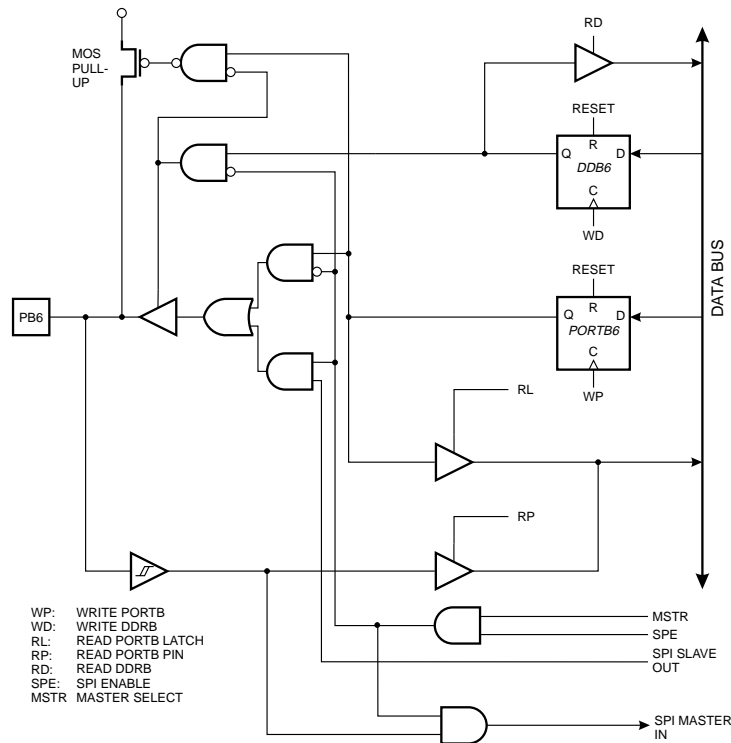 RD
MOS
PULL-
UP
RESET
R
Q
D
DDB6
C
WD
DATA BUS
RESET
R
Q
D
PB6
PORTB6
C
WP
RL
RP
WP: WRITE PORTB
WD: WRITE DDRB
RL: READ PORTB LATCH
RP: READ PORTB PIN
RD: READ DDRB
SPE: SPI ENABLE
MSTR MASTER SELECT
MSTR
SPE
SPI SLAVE
OUT
SPI MASTER
IN